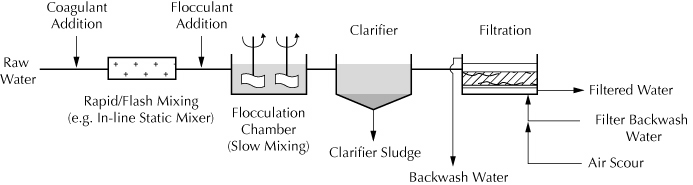 Coagulant
Addition
Flocculant
Addition
Clarifier
Filtration
Raw
Water
Rapid/Flash Mixing
(e.g. In-line Static Mixer)
Flocculation
Chamber
(Slow Mixing)
Clarifier Sludge
Backwash Water
Filtered Water
Filter Backwash
Water
Air Scour